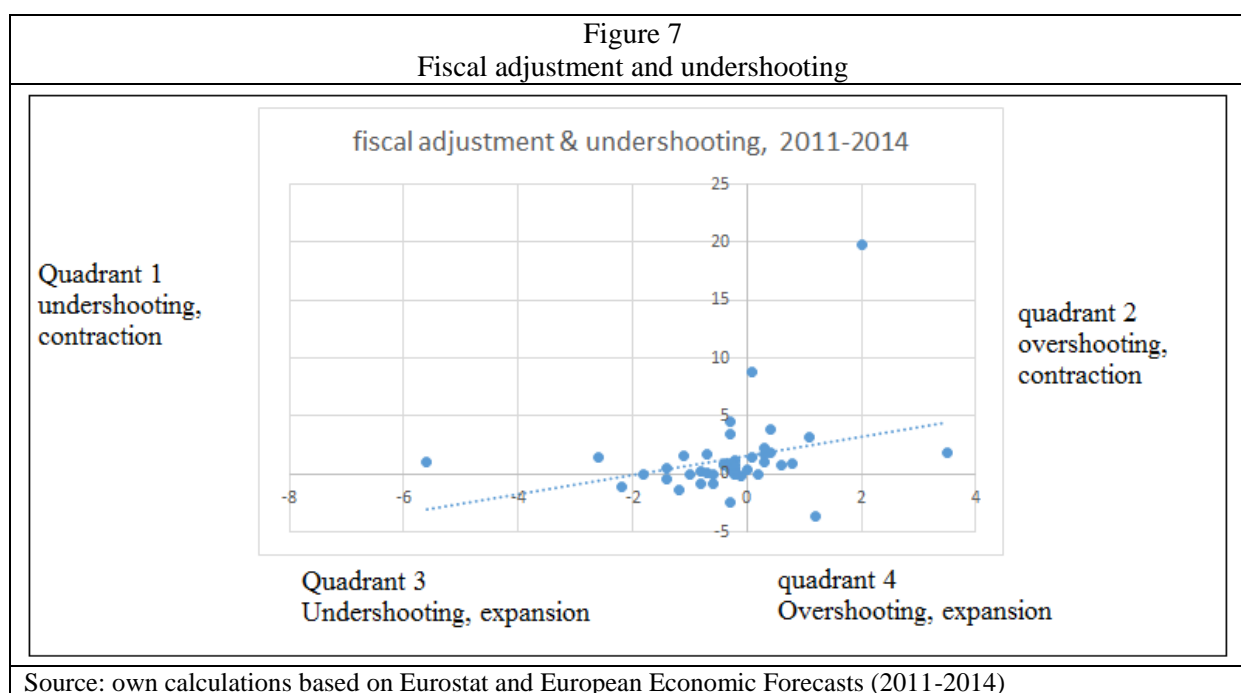 Figure 7
Fiscal adjustment and undershooting
fiscal adjustment & undershooting, 2011-2014
25
20
15
10
5
0
-5
-8
-6
-4
-2
0
2
4
Quadrant 1
undershooting,
contraction
quadrant 2
overshooting,
contraction
Quadrant 3
Undershooting, expansion
quadrant 4
Overshooting, expansion
Source: own calculations based on Eurostat and European Economic Forecasts (2011-2014)